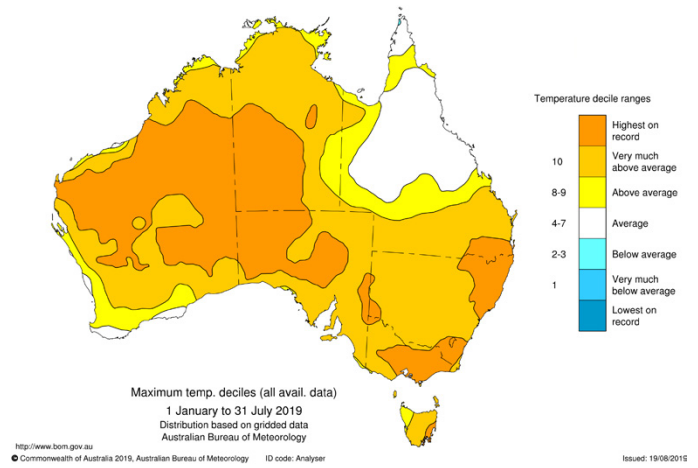 Temperature decile ranges
Highest on
record
10
Very much
above average
8-9
Above average
4-7
Average
2-3
Below average
1
Very much
below average
Lowest on
record
Maximum temp. deciles (all avail. data)
1 January to 31 July 2019
Distribution based on gridded data
Australian Bureau of Meteorology
http://www.bom.gov.au
© Commonwealth of Australia 2019, Australian Bureau of Meteorology ID code: Analyser Issued: 19/08/2019